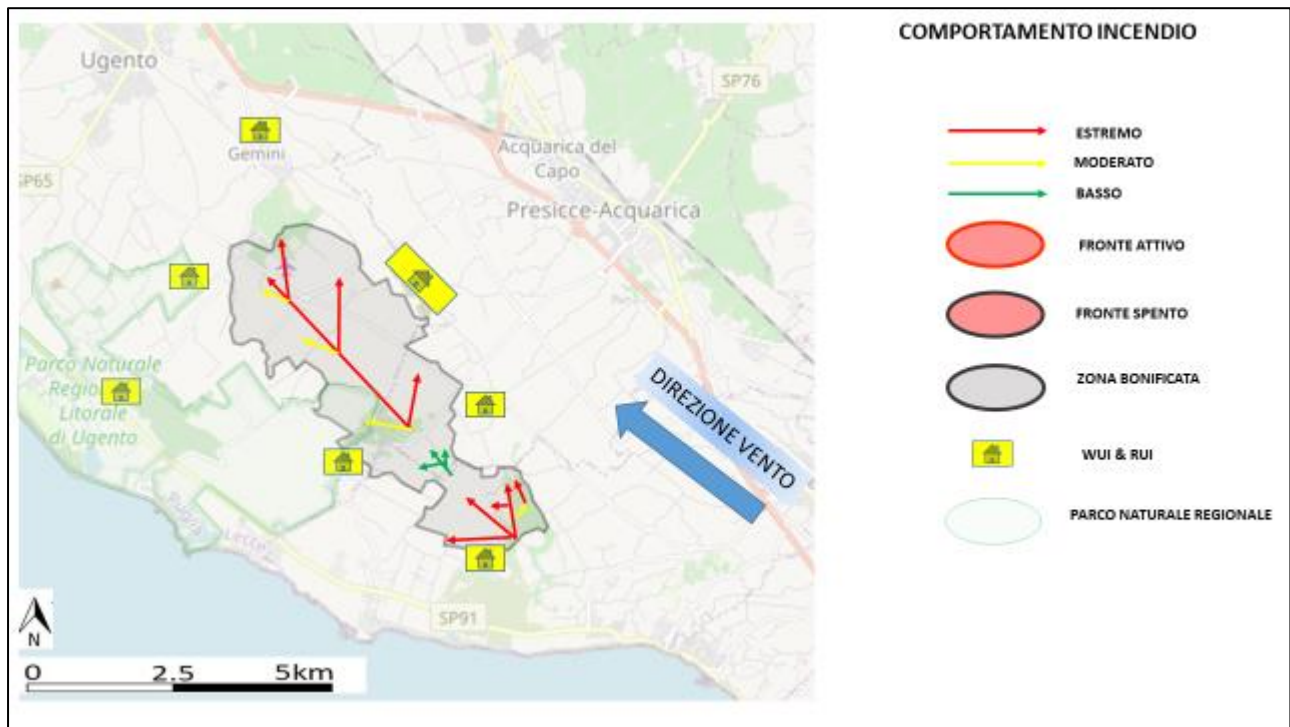 COMPORTAMENTO INCENDIO
Ugento
SP76
Gemini
Acquarica del
Capo
SP65
Presicce-Acquarica
Parco Naturale
Litorale
di Ugento
DIREZIONE VENTO
SP91
N
0 2.5 5km
ESTREMO
MODERATO
BASSO
FRONTE ATTIVO
FRONTE SPENTO
ZONA BONIFICATA
WUI & RUI
PARCO NATURALE REGIONALE